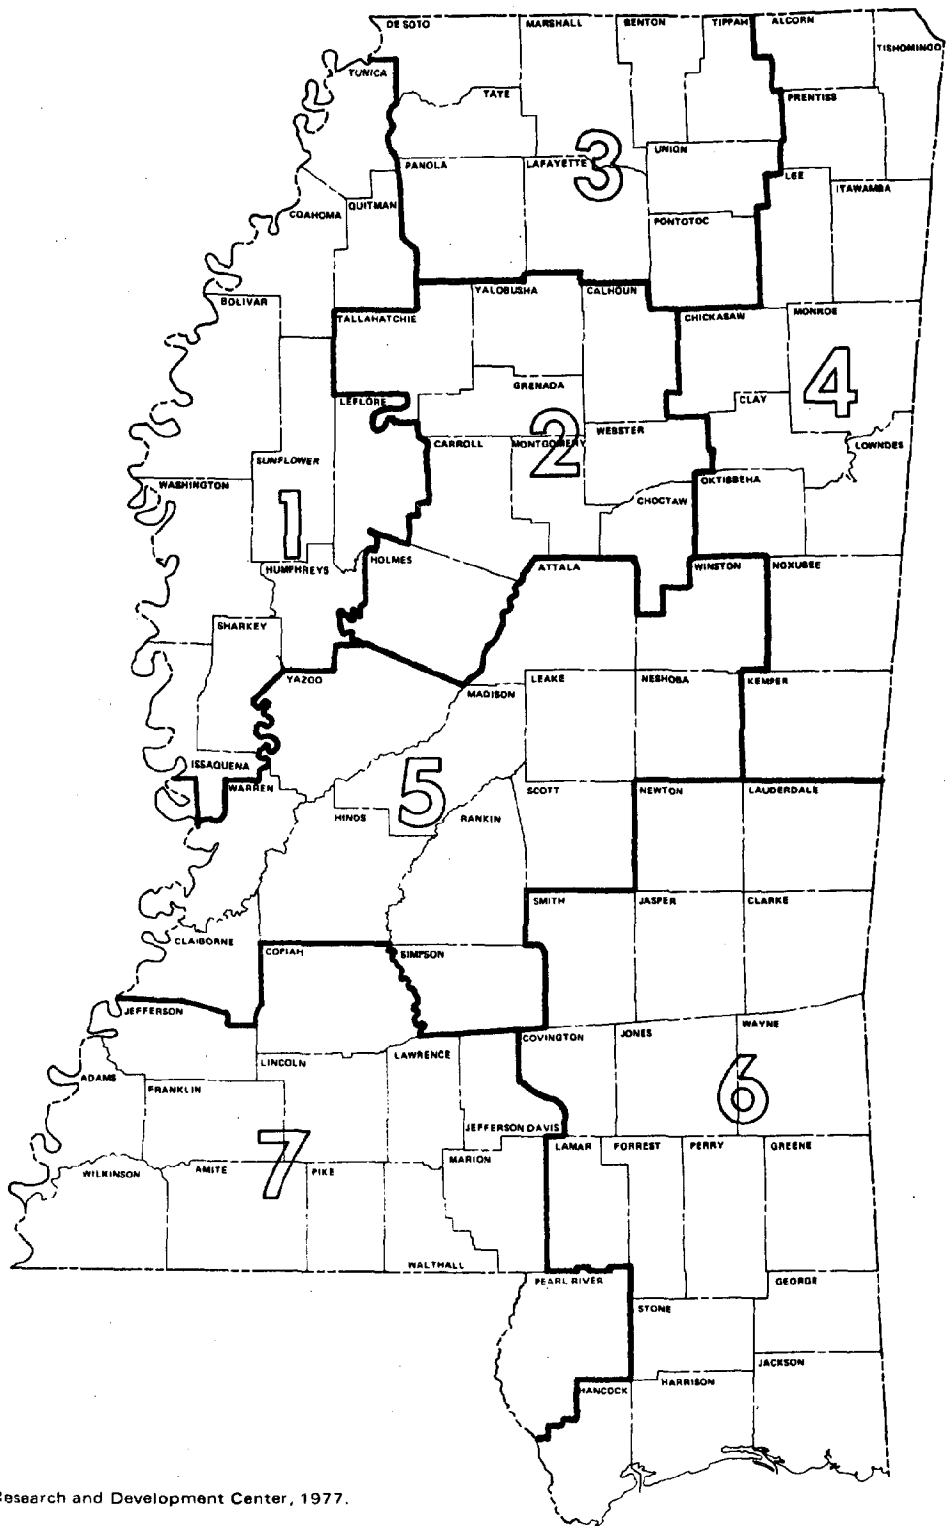 DE SOTO
MARSHALL
BENTON
TIPPAH
ALCORN
TISHOMINGO
TUNICA
TATE
PRENTISS
3
UNION
PANOLA
LAFAYETTE
LEE
ITAWAMBA
QUITMAN
COAHOMA
PONTOTOC
YALOBUSHA
CALHOUN
BOLIVAR
TALLAHATCHIE
CHICKASAW
MONROE
4
GRENADA
LEFLORE
CLAY
WEBSTER
CARROLL
MONTGOMERY
2
LOWNDES
SUNFLOWER
WASHINGTON
1
OKTIBBEHA
CHOCTAW
HOLMES
ATTALA
WINSTON
NOXUBEE
HUMPHREYS
SHARKEY
YAZOO
LEAKE
NESHOBA
KEMPER
MADISON
ISSAQUENA
WARREN
5
SCOTT
NEWTON
LAUDERDALE
HINDS
RANKIN
SMITH
JASPER
CLARKE
CLAIBORNE
COPIAH
SIMPSON
JEFFERSON
COVINGTON
JONES
WAYNE
LINCOLN
LAWRENCE
6
ADAMS
FRANKLIN
JEFFERSON DAVIS
7
LAMAR
FORREST
PERRY
GREENE
WILKINSON
AMITE
PIKE
MARION
WALTHALL
PEARL RIVER
GEORGE
STONE
JACKSON
HANCOCK
HARRISON
Research and Development Center, 1977.